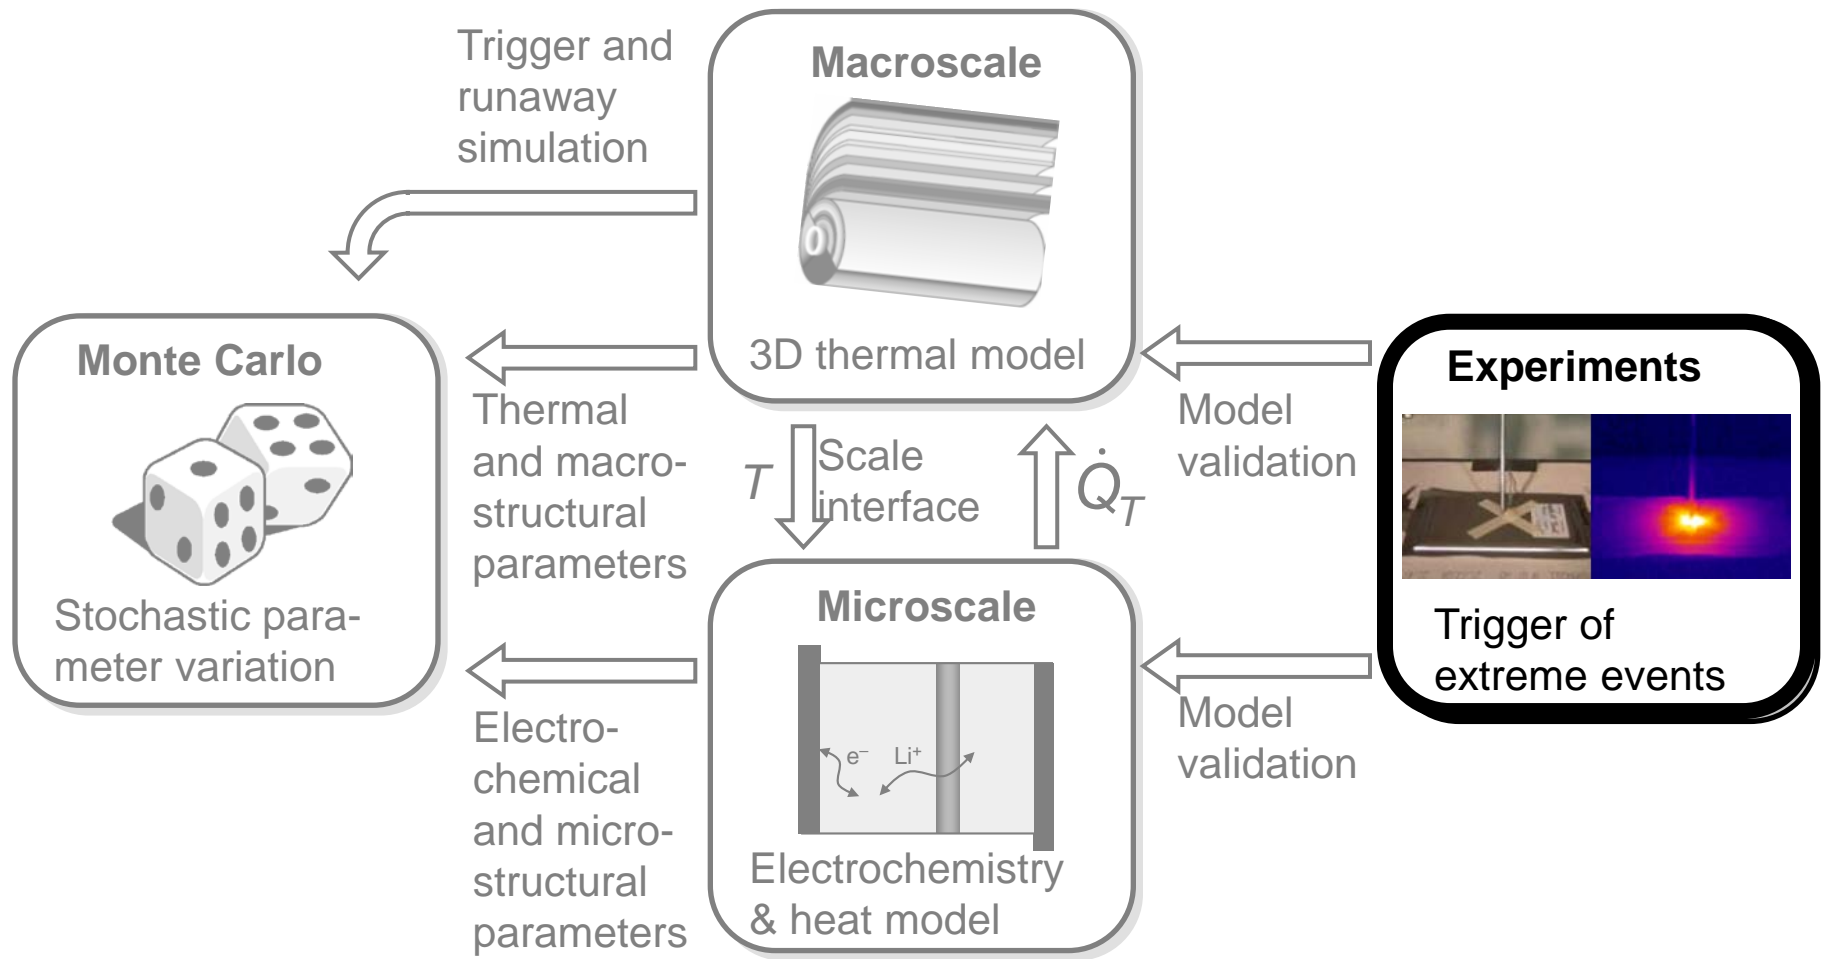 Trigger and
runaway
simulation
Macroscale
3D thermal model
Monte Carlo
Stochastic para-
meter variation
Thermal
and macro-
structural
parameters
T
Scale
interface
Q̇T
Model
validation
Experiments
Trigger of
extreme events
Microscale
e–
Li+
Electrochemistry
& heat model
Electro-
chemical
and micro-
structural
parameters
Model
validation